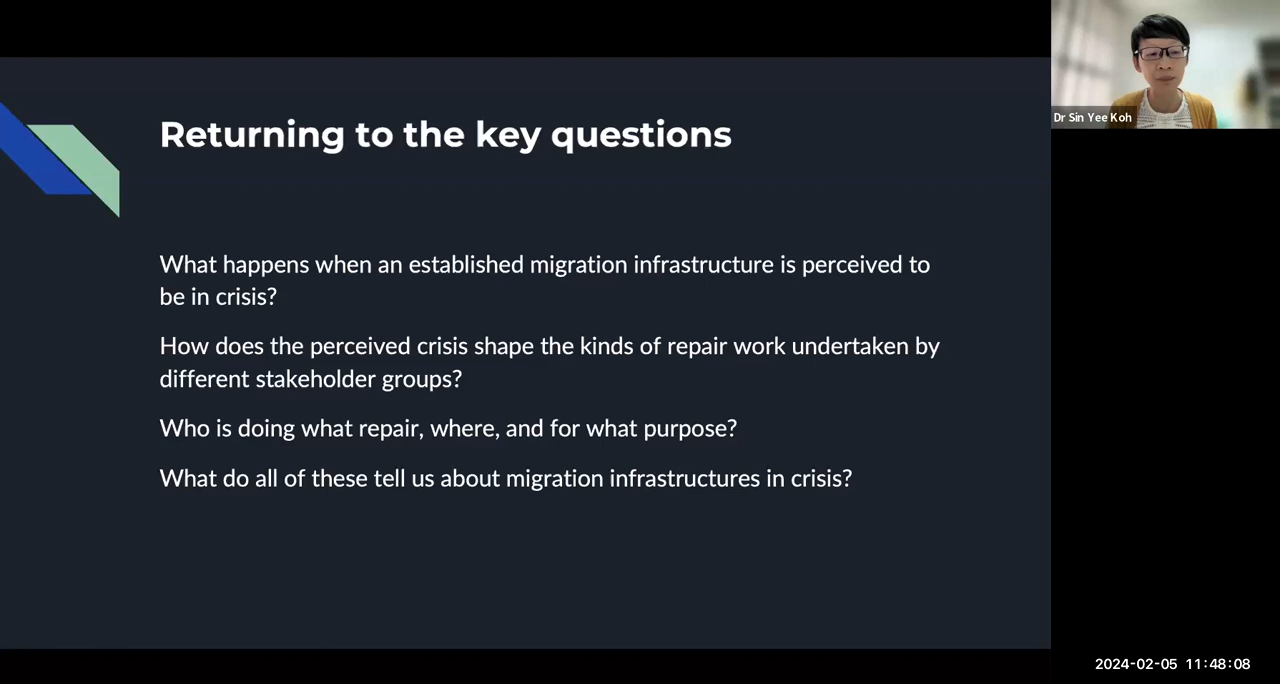 Returning to the key questions
What happens when an established migration infrastructure is perceived to
be in crisis?
How does the perceived crisis shape the kinds of repair work undertaken by
different stakeholder groups?
Who is doing what repair, where, and for what purpose?
What do all of these tell us about migration infrastructures in crisis?
Dr Sin Yee Koh
2024-02-05 11:48:08